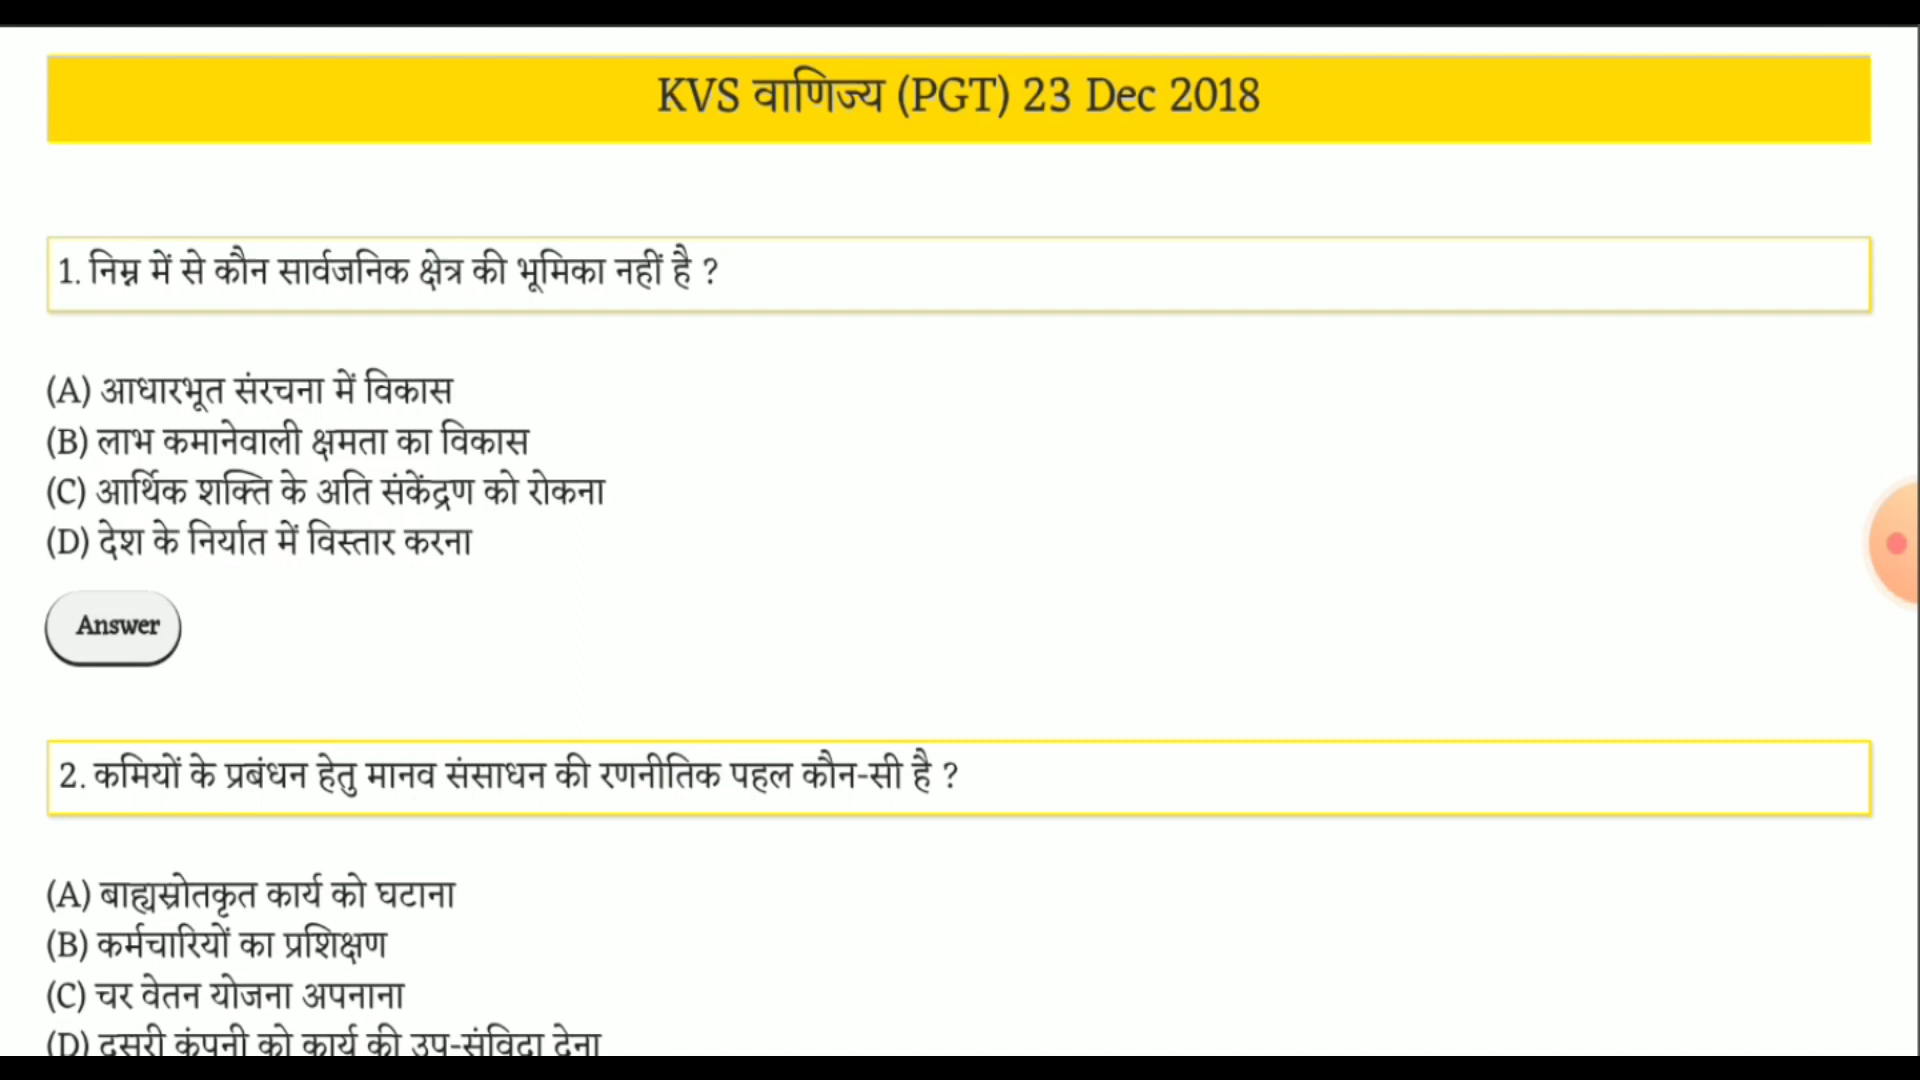 KVS वाणिज्य (PGT) 23 Dec 2018
1. निम्न में से कौन सार्वजनिक क्षेत्र की भूमिका नहीं है ?
(A) आधारभूत संरचना में विकास
(B) लाभ कमानेवाली क्षमता का विकास
(C) आर्थिक शक्ति के अति संकेंद्रण को रोकना
(D) देश के निर्यात में विस्तार करना
Answer
2. कमियों के प्रबंधन हेतु मानव संसाधन की रणनीतिक पहल कौन-सी है ?
(A) बाह्यस्रोतकृत कार्य को घटाना
(B) कर्मचारियों का प्रशिक्षण
(C) चर वेतन योजना अपनाना
(D) दूसरी कंपनी को कार्य की उप-संविदा देना